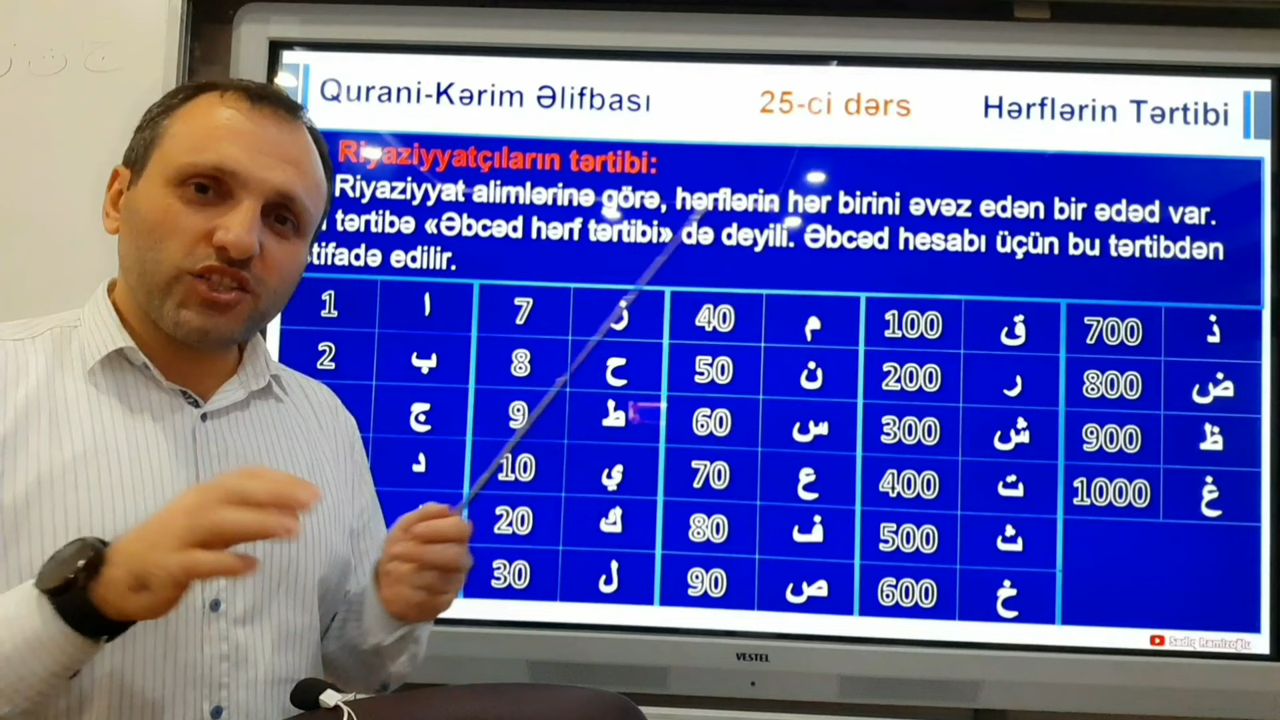 Qurani-Kərim Əlifbası 25-ci dərs Hərflərin Tərtibi
Riyaziyyatçıların tərtibi:
Riyaziyyat alimlərinə görə, hərflərin hər birini əvəz edən bir ədəd var.
tərtibə «Əbcəd hərf tərtibi» də deyili. Əbcəd hesabı üçün bu tərtibdən
tifadə edilir.
1 ا 7 ز 40 م 100 ق 700 ذ
2 ب 8 ح 50 ن 200 ر 800 ض
ج 9 ط 60 س 300 ش 900 ظ
د 10 ي 70 ع 400 ت 1000 غ
20 ك 80 ف 500 ث
30 ل 90 ص 600 خ
Sadiq Ramizoğlu
VESTEL